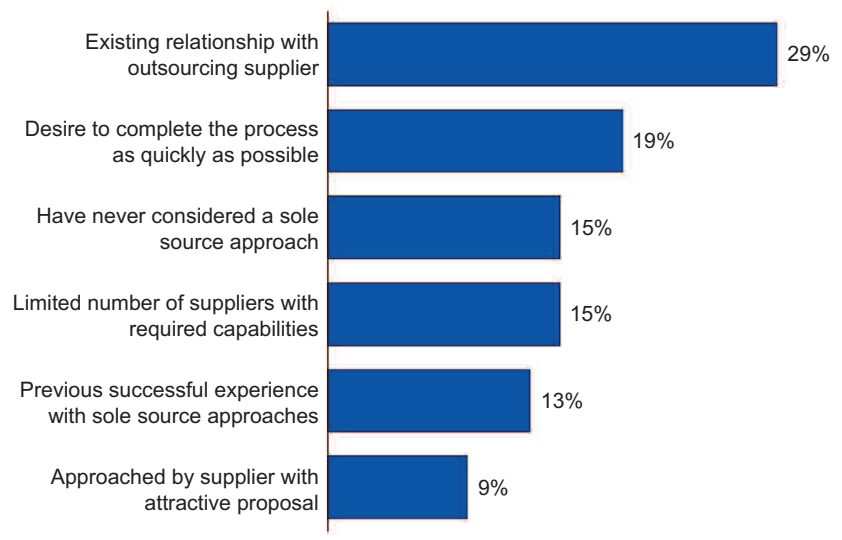 Existing relationship with
outsourcing supplier
29%
Desire to complete the process
as quickly as possible
19%
Have never considered a sole
source approach
15%
Limited number of suppliers with
required capabilities
15%
Previous successful experience
with sole source approaches
13%
Approached by supplier with
attractive proposal
9%